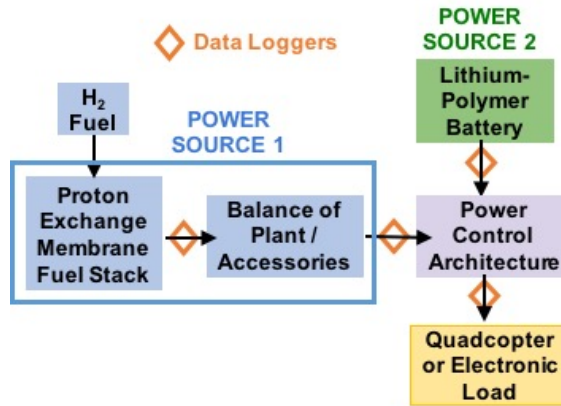 Data Loggers
POWER
SOURCE 2
H₂
Fuel
POWER
SOURCE 1
Lithium-
Polymer
Battery
Proton
Exchange
Membrane
Fuel Stack
Balance of
Plant /
Accessories
Power
Control
Architecture
Quadcopter
or Electronic
Load